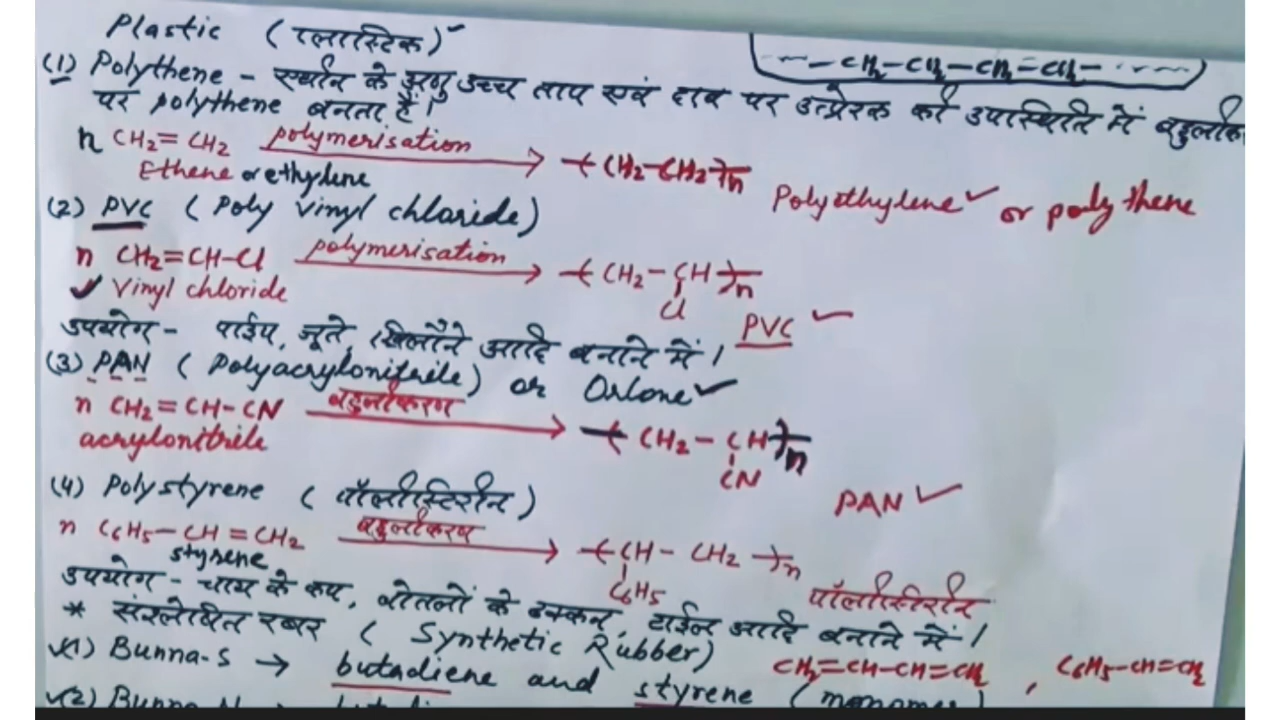 Plastic (प्लास्टिक)
-CH₂-CH₂-CH₂-CH₂-
(1) Polythene - एथीन के अणु उच्च ताप एवं दाब पर उत्प्रेरक की उपस्थिति में
पर polythene बनता है।
n CH₂=CH₂ polymerisation → -(CH₂-CH₂)-n
Ethene or ethylene Polyethylene or polythene
(2) PVC (Poly vinyl chloride)
n CH₂=CH-Cl polymerisation → -(CH₂-CH)-n
Vinyl chloride Cl PVC
उपयोग - पाईप, जूते, खिलौने आदि बनाने में।
(3) PAN (Polyacrylonitrile) or Orlone
n CH₂=CH-CN बहुलीकरण → -(CH₂-CH)-n
acrylonitrile CN PAN
(4) Polystyrene (पॉलीस्टिरीन)
n C₆H₅-CH=CH₂ बहुलीकरण → -(CH-CH₂)-n
styrene C₆H₅ पॉलीस्टिरीन
उपयोग - चाय के कप, बोतलों के ढक्कन, टाईल आदि बनाने में।
* संश्लेषित रबर (Synthetic Rubber)
(1) Bunna-S → butadiene and styrene CH₂=CH-CH=CH₂, C₆H₅-CH=CH₂
(2)